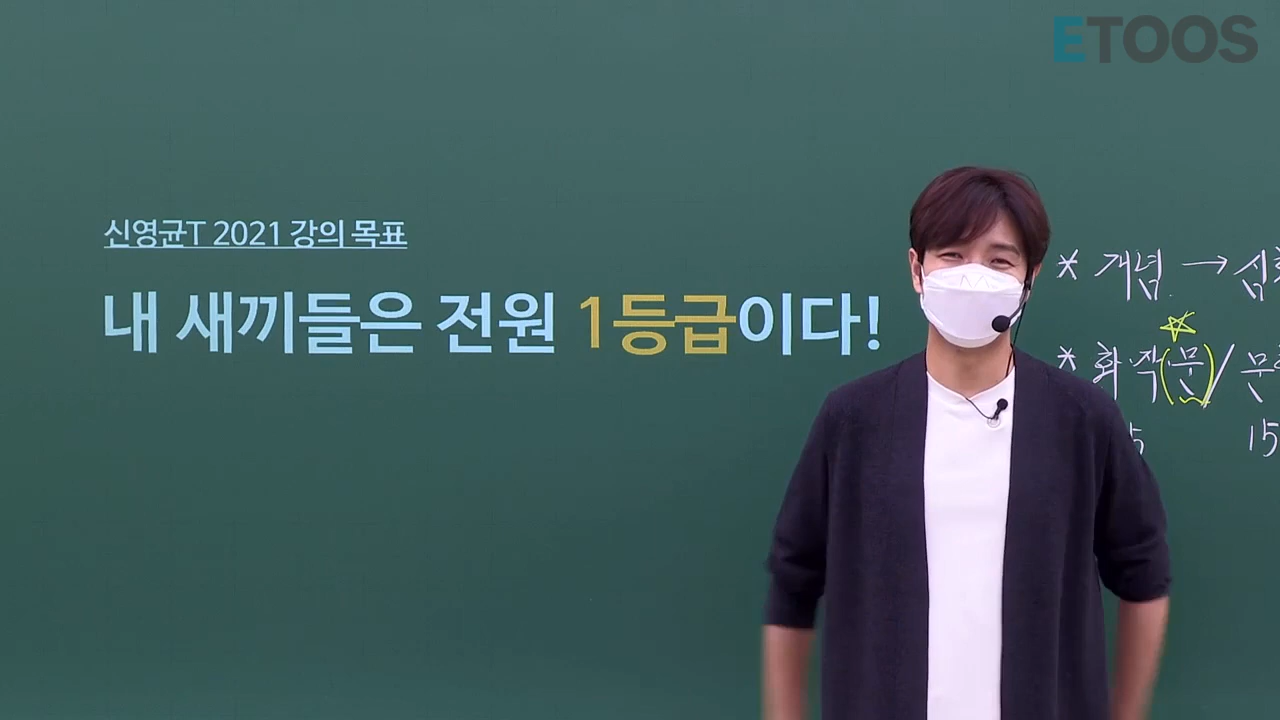 ETOOS
신영균T 2021 강의 목표
내 새끼들은 전원 1등급이다!
* 개념 →
* 화 작(문)/
15